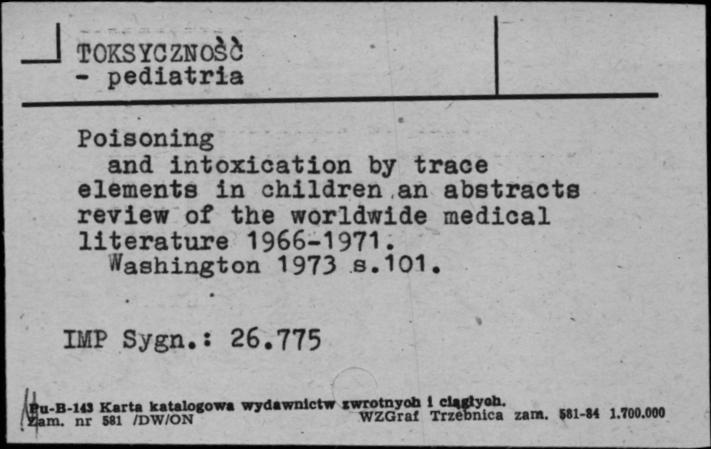 TOKSYCZNOŚĆ
- pediatria
Poisoning
and intoxication by trace
elements in children an abstracts
review of the worldwide medical
literature 1966-1971.
Washington 1973 s.101.
IMP Sygn.: 26.775
Pu-B-143 Karta katalogowa wydawnictw zwrotnych i ciągłych.
Zam. nr 581 /DW/ON WZGraf Trzebnica zam. 581-84 1.700.000